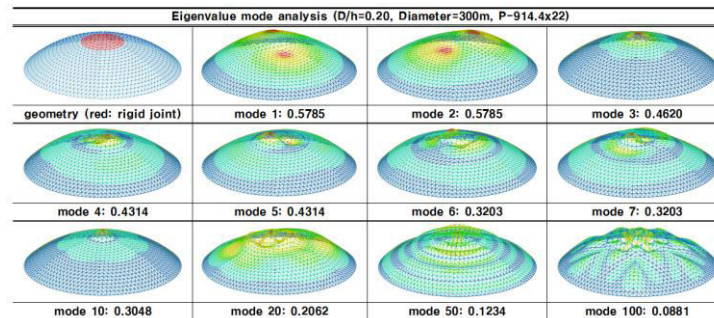 Eigenvalue mode analysis (D/h=0.20, Diameter=300m, P-914.4x22)
geometry (red: rigid joint) mode 1: 0.5785 mode 2: 0.5785 mode 3: 0.4620
mode 4: 0.4314 mode 5: 0.4314 mode 6: 0.3203 mode 7: 0.3203
mode 10: 0.3048 mode 20: 0.2062 mode 50: 0.1234 mode 100: 0.0881